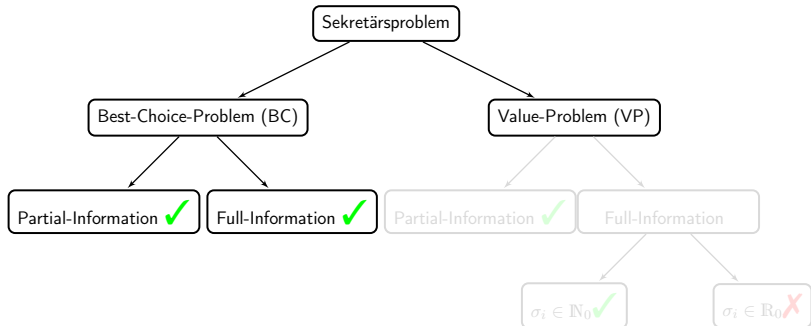 Sekretärsproblem
Best-Choice-Problem (BC)
Value-Problem (VP)
Partial-Information ✓
Full-Information ✓
Partial-Information ✓
Full-Information
σᵢ ∈ ℕ₀ ✓
σᵢ ∈ ℝ₀ ✗